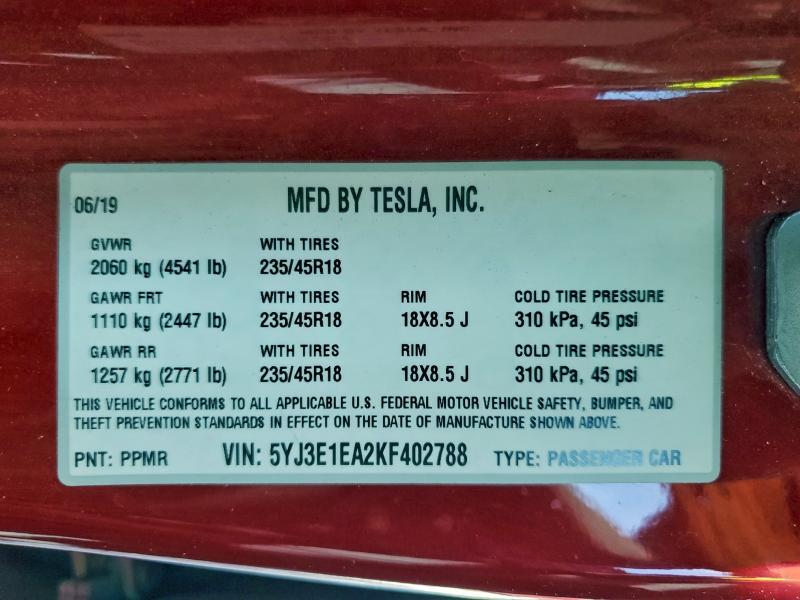 06/19 MFD BY TESLA, INC.
GVWR WITH TIRES
2060 kg (4541 lb) 235/45R18
GAWR FRT WITH TIRES RIM COLD TIRE PRESSURE
1110 kg (2447 lb) 235/45R18 18X8.5 J 310 kPa, 45 psi
GAWR RR WITH TIRES RIM COLD TIRE PRESSURE
1257 kg (2771 lb) 235/45R18 18X8.5 J 310 kPa, 45 psi
THIS VEHICLE CONFORMS TO ALL APPLICABLE U.S. FEDERAL MOTOR VEHICLE SAFETY, BUMPER, AND
THEFT PREVENTION STANDARDS IN EFFECT ON THE DATE OF MANUFACTURE SHOWN ABOVE.
PNT: PPMR VIN: 5YJ3E1EA2KF402788 TYPE: PASSENGER CAR